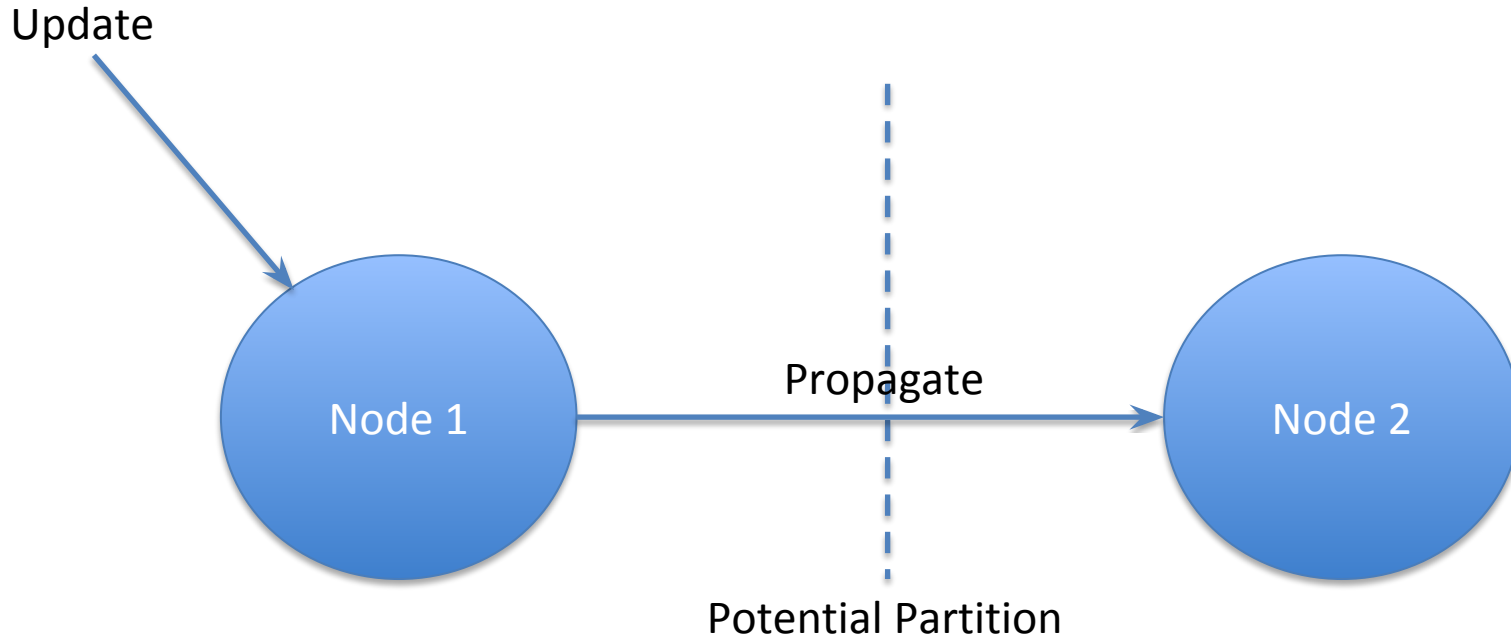 Update
Propagate
Node 1
Node 2
Potential Partition